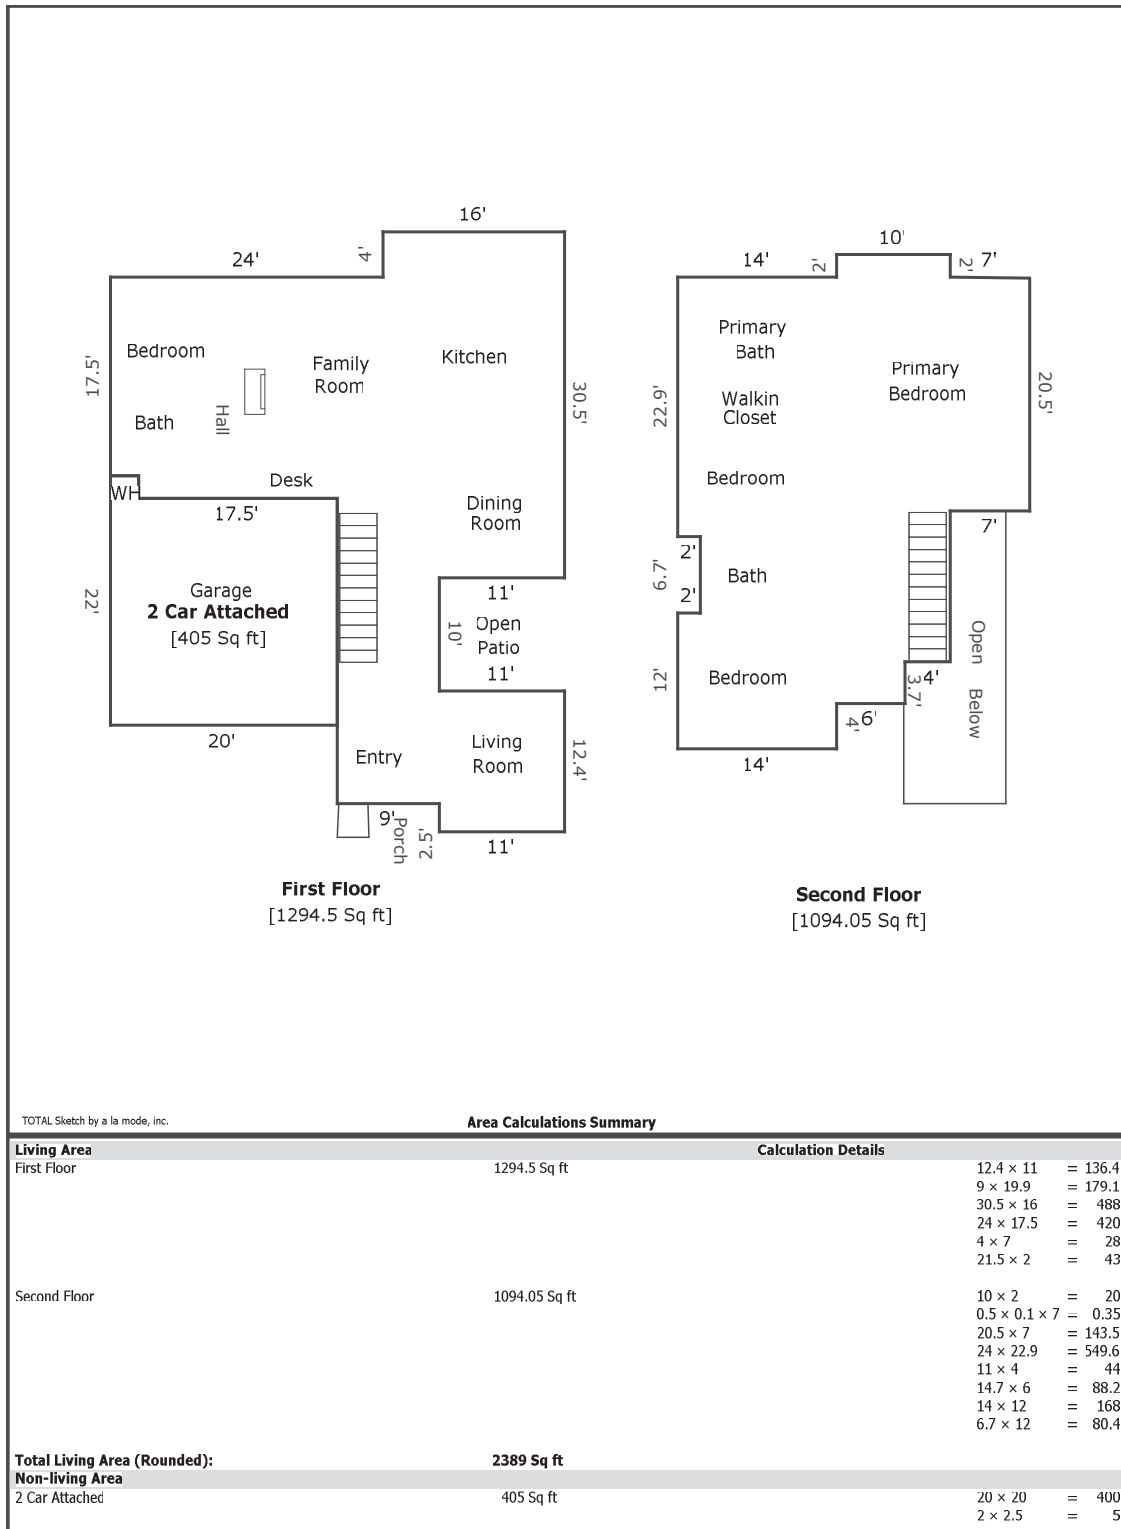 16'
4'
24'
17.5'
Bedroom
Family
Room
Kitchen
30.5'
Bath
Hall
WH
Desk
17.5'
Dining
Room
22'
Garage
2 Car Attached
[405 Sq ft]
11'
10'
Open
Patio
11'
20'
Entry
Living
Room
12.4'
9'
Porch
2.5'
11'
First Floor
[1294.5 Sq ft]
10'
14'
2'
2'
7'
Primary
Bath
Primary
Bedroom
20.5'
22.9'
Walkin
Closet
Bedroom
7'
2'
6.7'
Bath
2'
Open
Below
12'
Bedroom
4'
3.7'
6'
4'
14'
Second Floor
[1094.05 Sq ft]
TOTAL Sketch by a la mode, inc.
Area Calculations Summary
Living Area Calculation Details
First Floor 1294.5 Sq ft 12.4 × 11 = 136.4
9 × 19.9 = 179.1
30.5 × 16 = 488
24 × 17.5 = 420
4 × 7 = 28
21.5 × 2 = 43
Second Floor 1094.05 Sq ft 10 × 2 = 20
0.5 × 0.1 × 7 = 0.35
20.5 × 7 = 143.5
24 × 22.9 = 549.6
11 × 4 = 44
14.7 × 6 = 88.2
14 × 12 = 168
6.7 × 12 = 80.4
Total Living Area (Rounded): 2389 Sq ft
Non-living Area
2 Car Attached 405 Sq ft 20 × 20 = 400
2 × 2.5 = 5